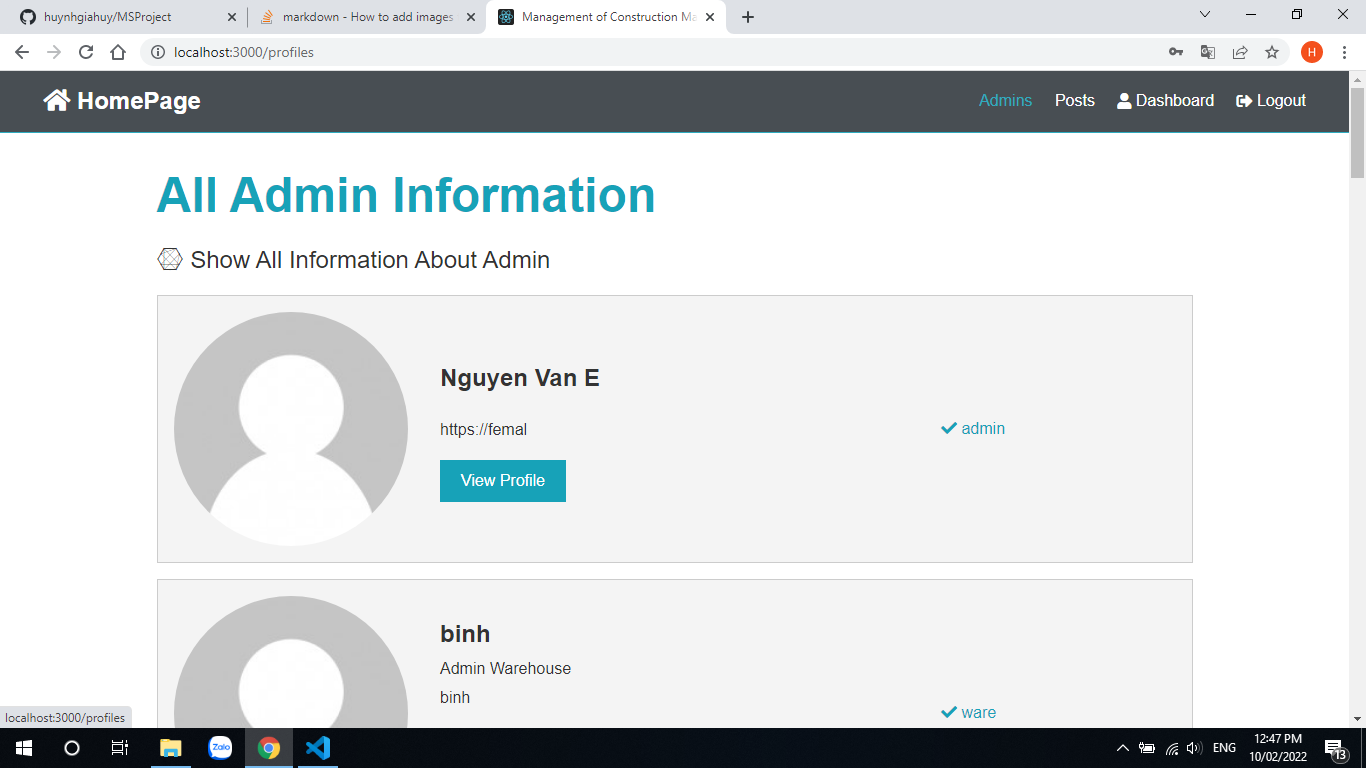 huynhgiahuy/MSProject
markdown - How to add images
Management of Construction Ma
localhost:3000/profiles
H
HomePage
Admins
Posts
Dashboard
Logout
All Admin Information
Show All Information About Admin
Nguyen Van E
https://femal
admin
View Profile
binh
Admin Warehouse
binh
ware
localhost:3000/profiles
Zalo
ENG
12:47 PM
10/02/2022
13